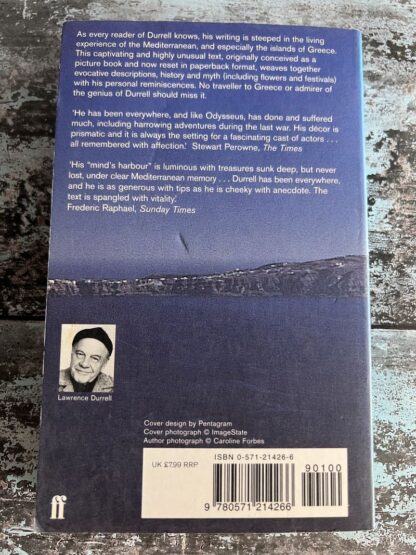 As every reader of Durrell knows, his writing is steeped in the living
experience of the Mediterranean, and especially the islands of Greece.
This captivating and highly unusual text, originally conceived as a
picture book and now reset in paperback format, weaves together
evocative descriptions, history and myth (including flowers and festivals)
with his personal reminiscences. No traveller to Greece or admirer of
the genius of Durrell should miss it.
'He has been everywhere, and like Odysseus, has done and suffered
much, including harrowing adventures during the last war. His décor is
prismatic and it is always the setting for a fascinating cast of actors . . .
all remembered with affection.' Stewart Perowne, The Times
'His "mind's harbour" is luminous with treasures sunk deep, but never
lost, under clear Mediterranean memory . . . Durrell has been everywhere,
and he is as generous with tips as he is cheeky with anecdote. The
text is spangled with vitality.'
Frederic Raphael, Sunday Times
Lawrence Durrell
Cover design by Pentagram
Cover photograph © ImageState
Author photograph © Caroline Forbes
ISBN 0-571-21426-6
UK £7.99 RRP
90100
9 780571 214266
ff